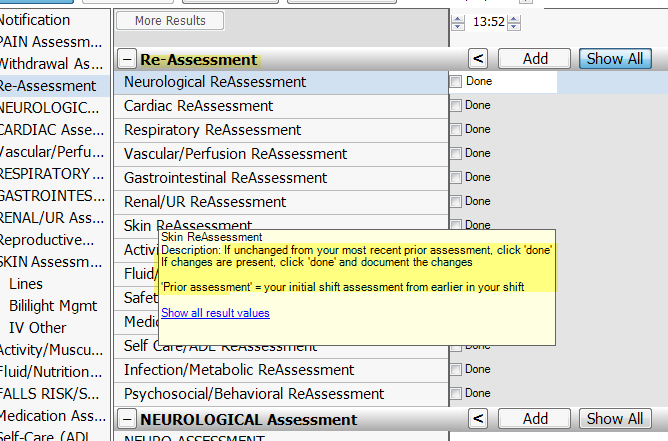 Notification
PAIN Assessm...
Withdrawal As...
Re-Assessment
NEUROLOGIC...
CARDIAC Asse...
Vascular/Perfu...
RESPIRATORY
GASTROINTES...
RENAL/UR Ass...
Reproductive...
SKIN Assessm...
Lines
Bililight Mgmt
IV Other
Activity/Muscu...
Fluid/Nutrition...
FALLS RISK/S...
Medication Ass...
Self-Care (ADL
More Results
13:52
Re-Assessment
<
Add
Show All
Neurological ReAssessment
Done
Cardiac ReAssessment
Done
Respiratory ReAssessment
Done
Vascular/Perfusion ReAssessment
Done
Gastrointestinal ReAssessment
Done
Renal/UR ReAssessment
Done
Skin ReAssessment
Done
Activi
Fluid/
Safet
Medic
Skin ReAssessment
Description: If unchanged from your most recent prior assessment, click 'done'
If changes are present, click 'done' and document the changes
'Prior assessment' = your initial shift assessment from earlier in your shift
Show all result values
Self Care/ADL ReAssessment
Done
Infection/Metabolic ReAssessment
Done
Psychosocial/Behavioral ReAssessment
Done
NEUROLOGICAL Assessment
<
Add
Show All
NEURO ASSESSMENT